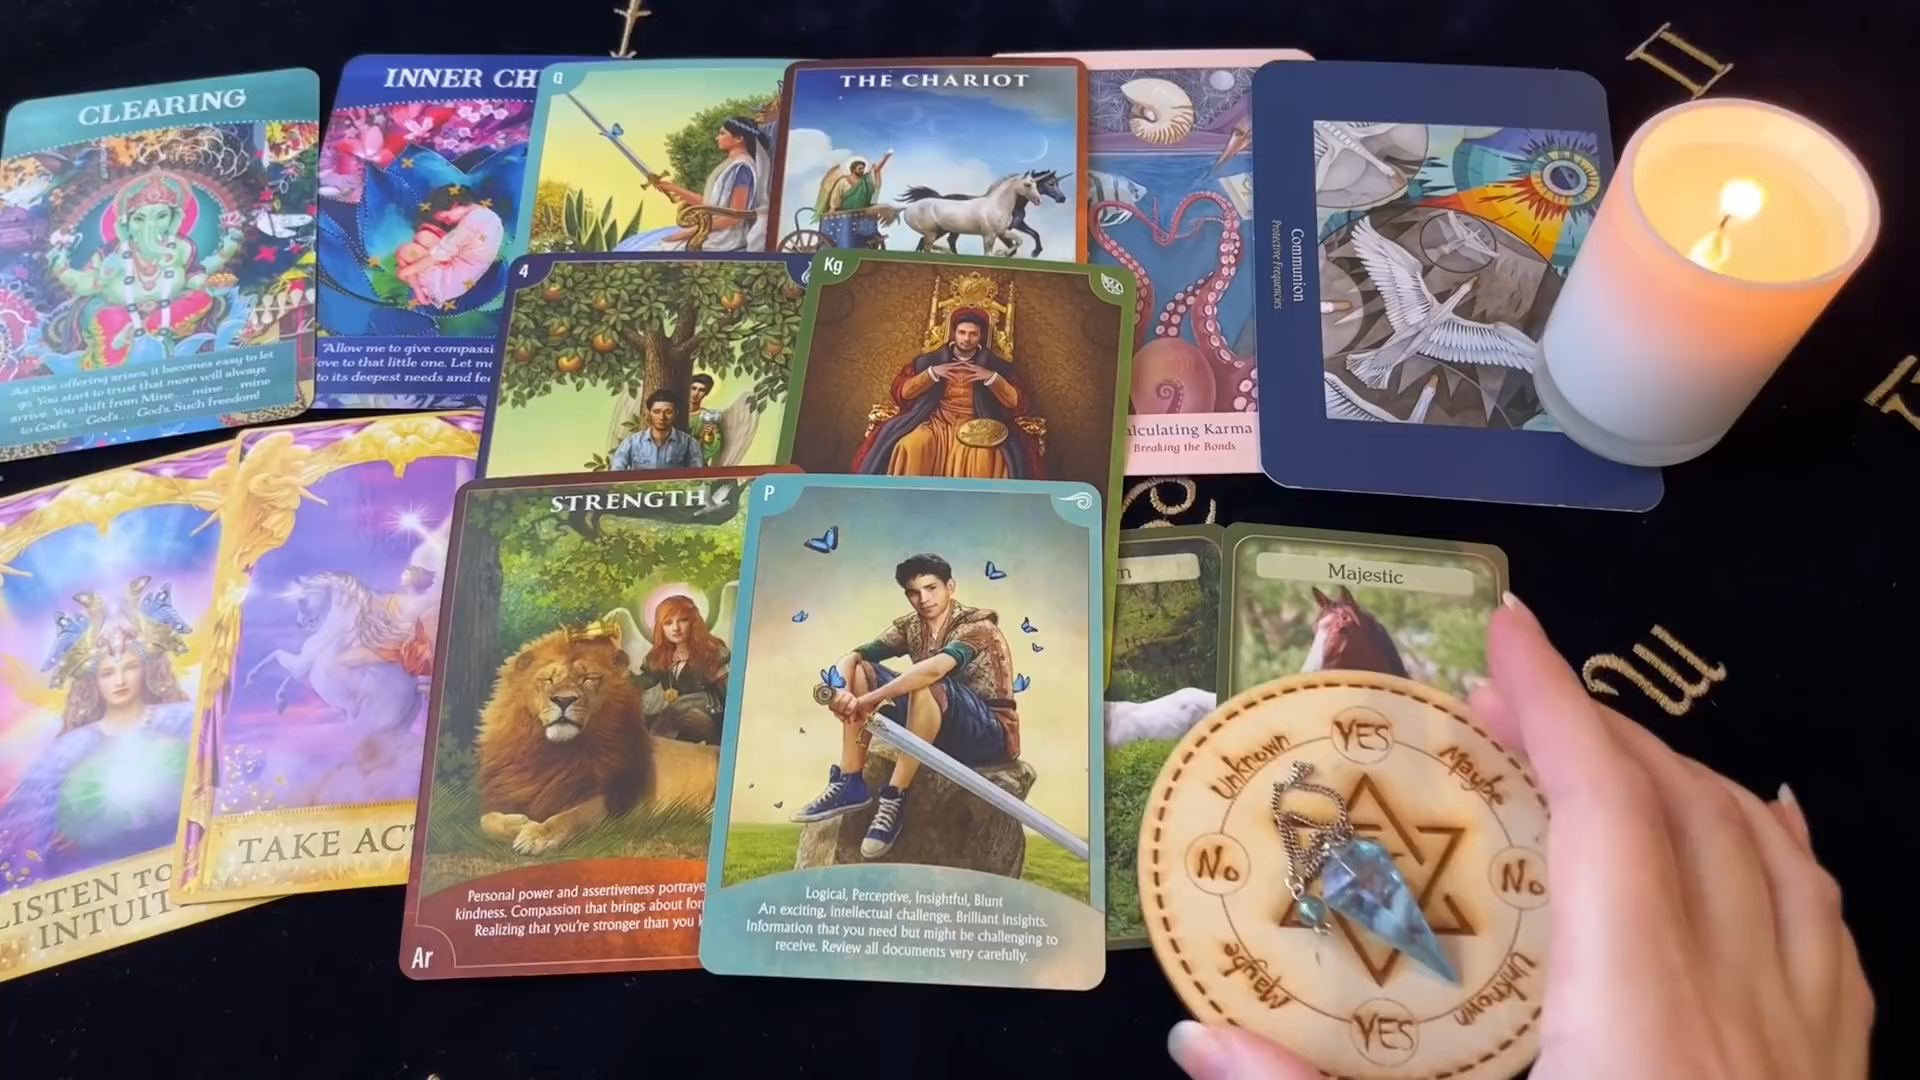 CLEARING
As true offering arises, it becomes easy to let
go. You start to trust that more will always
arrive. You shift from Mine... mine... mine
to God's... God's... God's. Such freedom!
INNER CH
"Allow me to give compassi
ove to that little one. Let me
to its deepest needs and fee
Q
THE CHARIOT
alculating Karma
Breaking the Bonds
Communion
Protective Frequencies
4
Kg
LISTEN TO
INTUIT
TAKE ACT
STRENGTH
Personal power and assertiveness portraye
kindness. Compassion that brings about for
Realizing that you're stronger than you k
Ar
P
Logical, Perceptive, Insightful, Blunt
An exciting, intellectual challenge. Brilliant insights.
Information that you need but might be challenging to
receive. Review all documents very carefully.
rn
Majestic
YES
Maybe
No
Unknown
YES
Maybe
No
Unknown